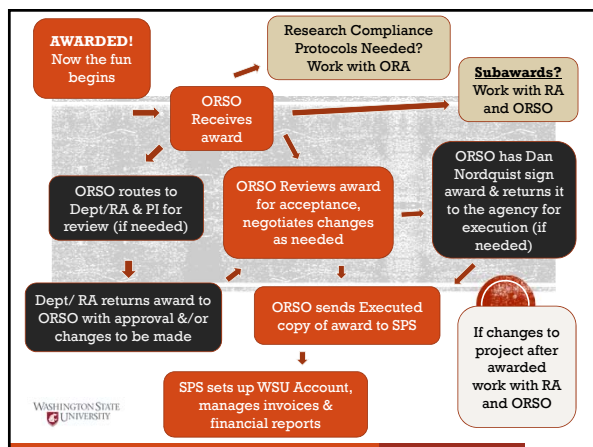 AWARDED!
Now the fun
begins
Research Compliance
Protocols Needed?
Work with ORA
Subawards?
Work with RA
and ORSO
ORSO
Receives
award
ORSO routes to
Dept/RA & PI for
review (if needed)
ORSO Reviews award
for acceptance,
negotiates changes
as needed
ORSO has Dan
Nordquist sign
award & returns it
to the agency for
execution (if
needed)
Dept/ RA returns award to
ORSO with approval &/or
changes to be made
ORSO sends Executed
copy of award to SPS
If changes to
project after
awarded
work with RA
and ORSO
SPS sets up WSU Account,
manages invoices &
financial reports
WASHINGTON STATE
UNIVERSITY